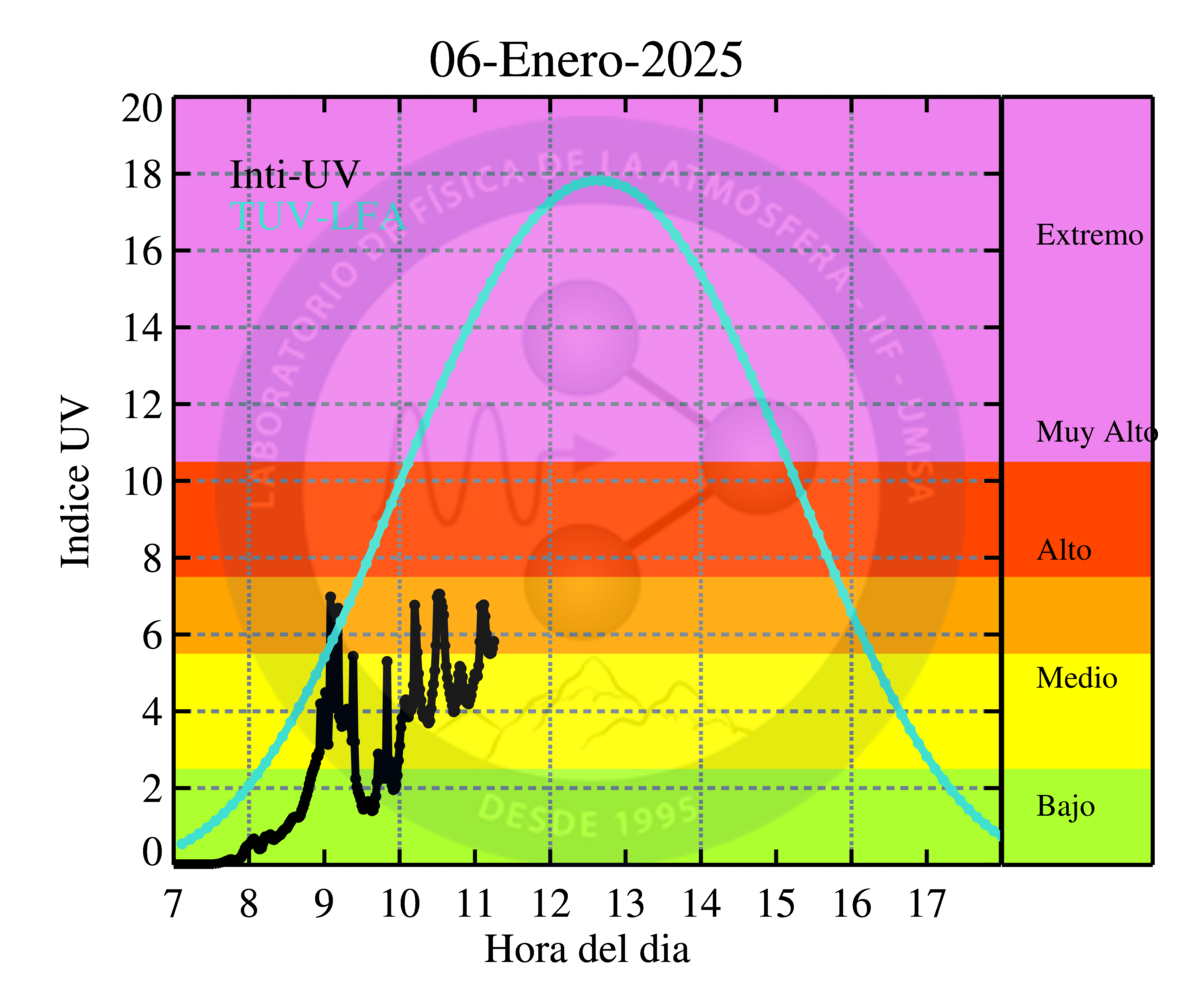 06-Enero-2025
20
18
16
14
12
10
8
6
4
2
0
Indice UV
Inti-UV
TUV-LFA
LABORATORIO DE FÍSICA DE LA ATMÓSFERA - IIF - UMSA
DESDE 1995
Extremo
Muy Alto
Alto
Medio
Bajo
7 8 9 10 11 12 13 14 15 16 17
Hora del dia